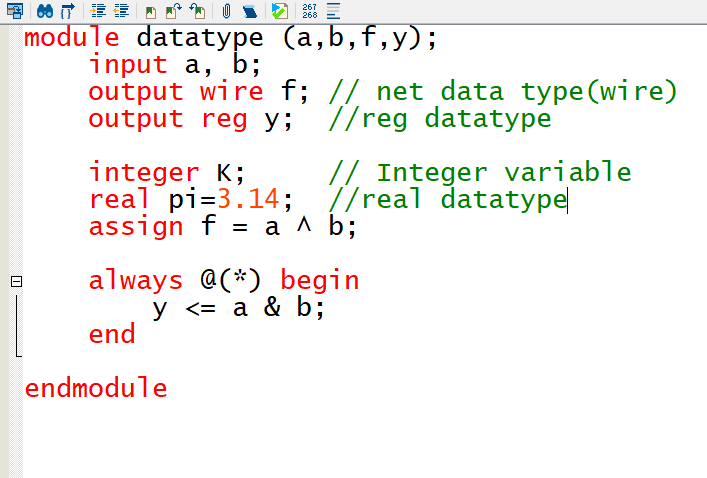 267
268
module datatype (a,b,f,y);
input a, b;
output wire f; // net data type(wire)
output reg y; //reg datatype
integer K; // Integer variable
real pi=3.14; //real datatype
assign f = a ^ b;
always @(*) begin
y <= a & b;
end
endmodule